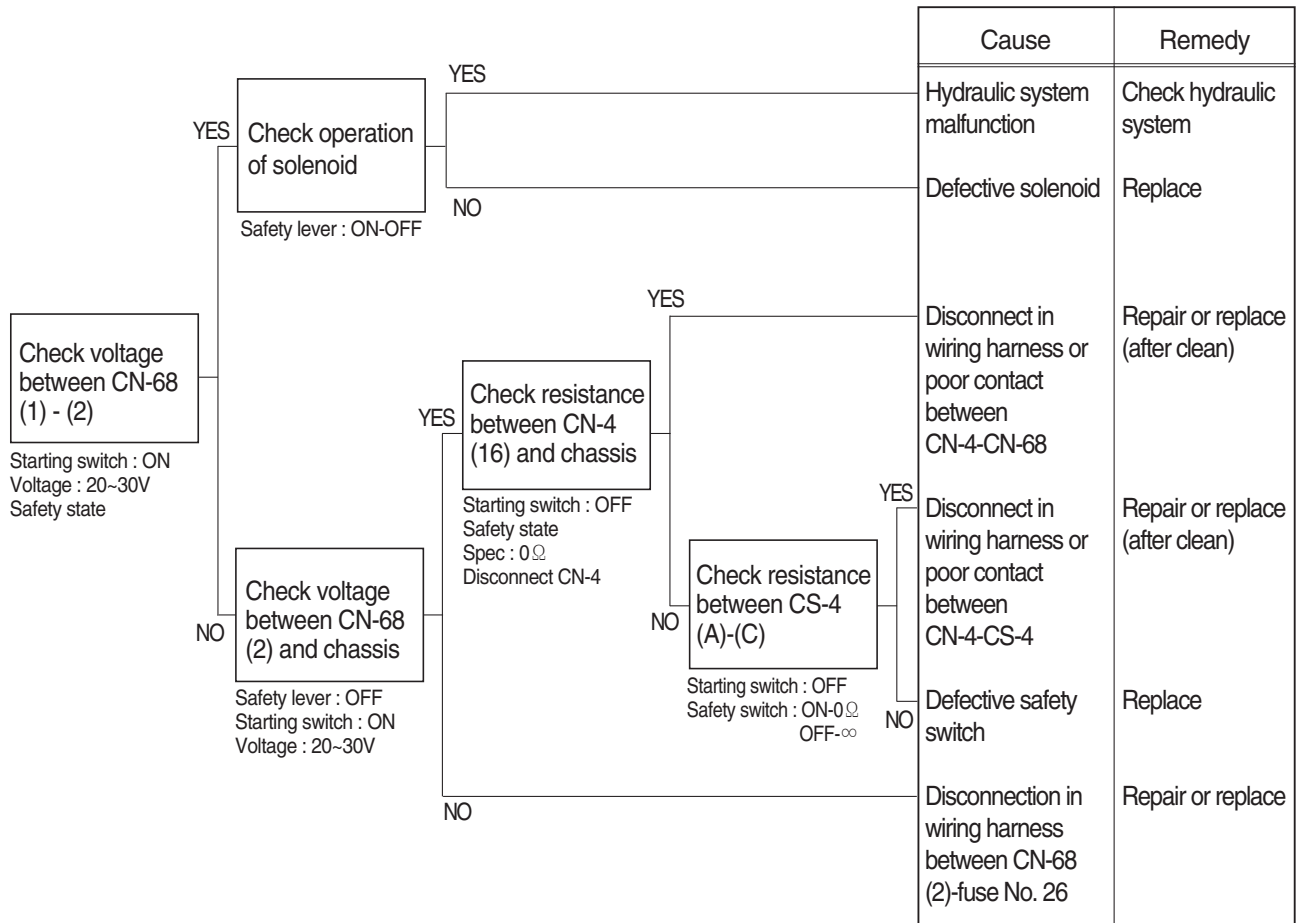 Cause
Remedy
YES
Hydraulic system
malfunction
Check hydraulic
system
YES
Check operation
of solenoid
Safety lever : ON-OFF
NO
Defective solenoid
Replace
Check voltage
between CN-68
(1) - (2)
Starting switch : ON
Voltage : 20~30V
Safety state
YES
Disconnect in
wiring harness or
poor contact
between
CN-4-CN-68
Repair or replace
(after clean)
YES
Check resistance
between CN-4
(16) and chassis
Starting switch : OFF
Safety state
Spec : 0Ω
Disconnect CN-4
YES
Disconnect in
wiring harness or
poor contact
between
CN-4-CS-4
Repair or replace
(after clean)
NO
Check resistance
between CS-4
(A)-(C)
Starting switch : OFF
Safety switch : ON-0Ω
OFF-∞
NO
Defective safety
switch
Replace
NO
Check voltage
between CN-68
(2) and chassis
Safety lever : OFF
Starting switch : ON
Voltage : 20~30V
NO
Disconnection in
wiring harness
between CN-68
(2)-fuse No. 26
Repair or replace